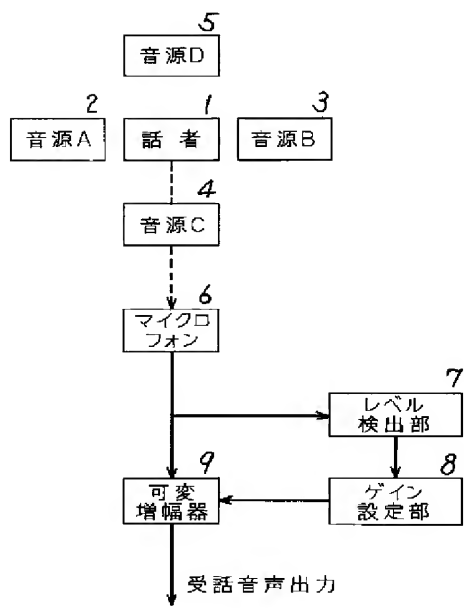 5
音源D
2
1
3
音源A
話者
音源B
4
音源C
6
マイクロ
フォン
7
レベル
検出部
9
8
可変
増幅器
ゲイン
設定部
受話音声出力